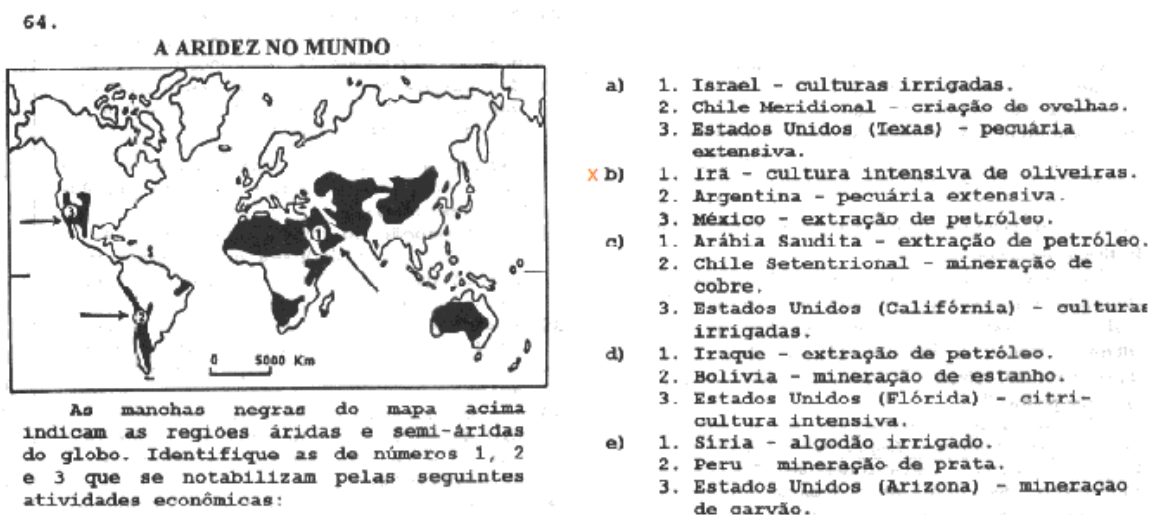 64.
A ARIDEZ NO MUNDO
3
1
2
0 5000 Km
As manchas negras do mapa acima
indicam as regiões áridas e semi-áridas
do globo. Identifique as de números 1, 2
e 3 que se notabilizam pelas seguintes
atividades econômicas:
a) 1. Israel - culturas irrigadas.
2. Chile Meridional - criação de ovelhas.
3. Estados Unidos (Texas) - pecuária
extensiva.
x b) 1. Irã - cultura intensiva de oliveiras.
2. Argentina - pecuária extensiva.
3. México - extração de petróleo.
c) 1. Arábia Saudita - extração de petróleo.
2. Chile Setentrional - mineração de
cobre.
3. Estados Unidos (Califórnia) - culturas
irrigadas.
d) 1. Iraque - extração de petróleo.
2. Bolívia - mineração de estanho.
3. Estados Unidos (Flórida) - citri-
cultura intensiva.
e) 1. Síria - algodão irrigado.
2. Peru - mineração de prata.
3. Estados Unidos (Arizona) - mineração
de carvão.